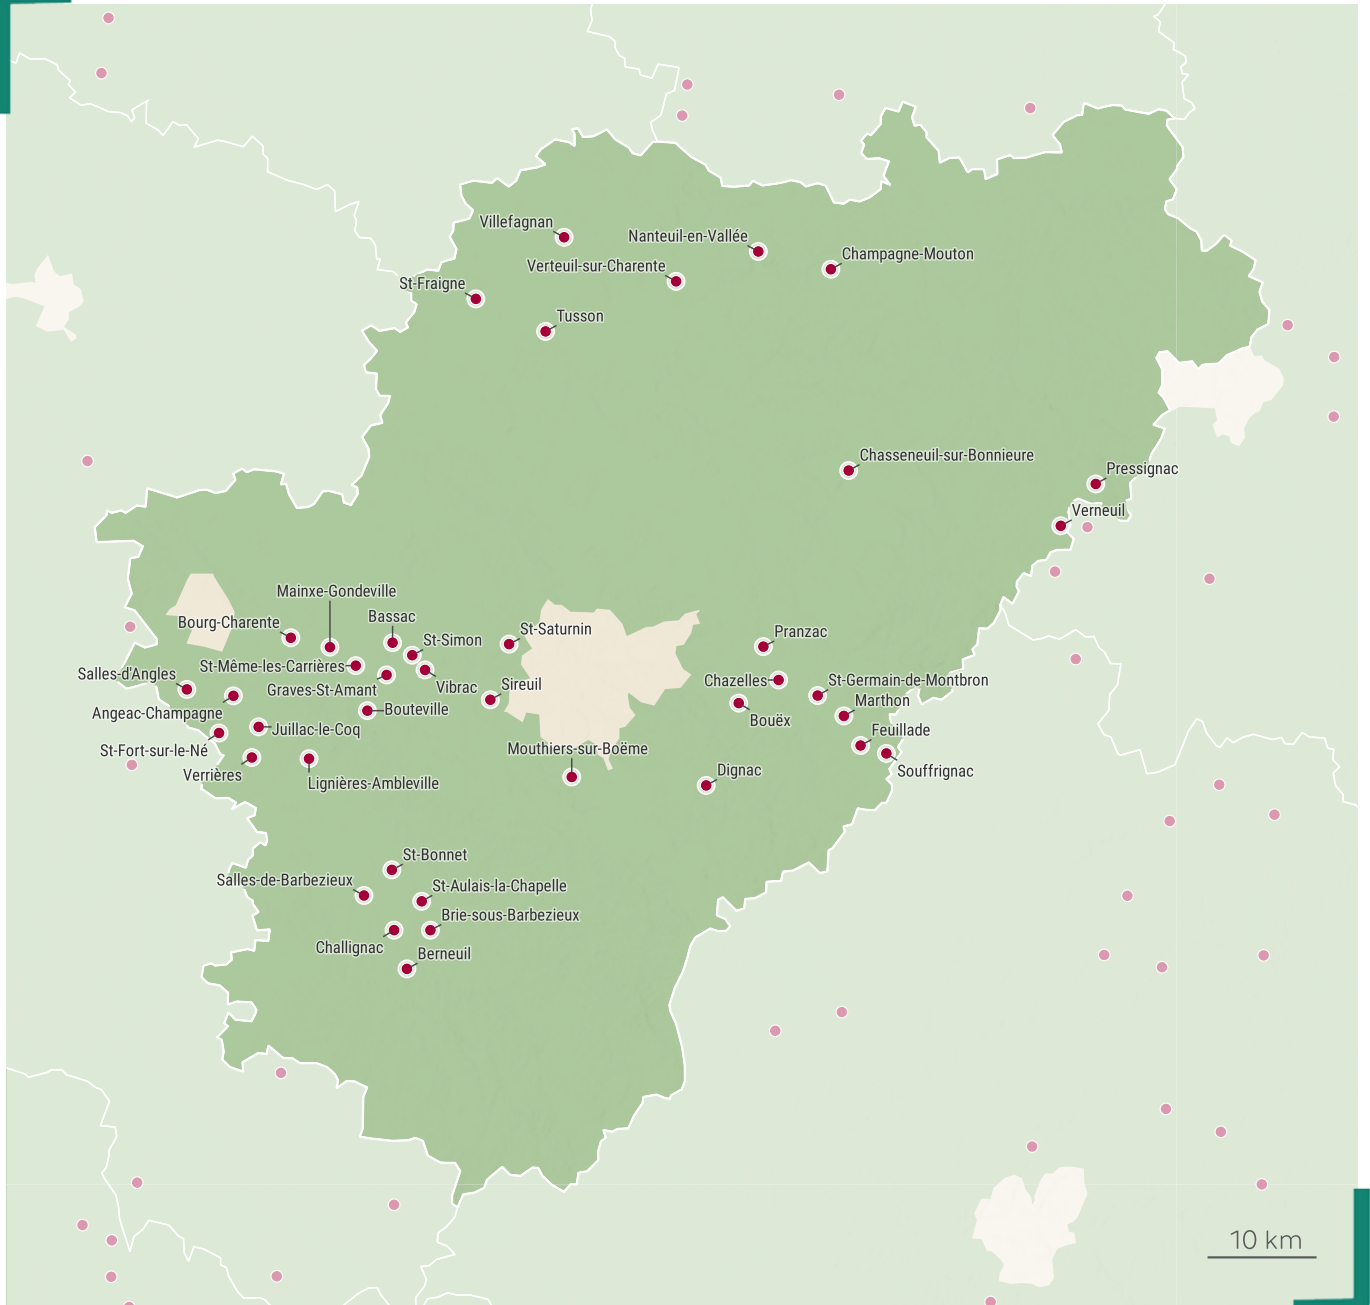 Villefagnan
Nanteuil-en-Vallée
Champagne-Mouton
Verteuil-sur-Charente
St-Fraigne
Tusson
Chasseneuil-sur-Bonnieure
Pressignac
Verneuil
Mainxe-Gondeville
Bassac
Bourg-Charente
St-Saturnin
Pranzac
St-Simon
St-Même-les-Carrières
Salles-d'Angles
Chazelles
St-Germain-de-Montbron
Graves-St-Amant
Vibrac
Sireuil
Marthon
Angeac-Champagne
Bouteville
Bouëx
Juillac-le-Coq
Feuillade
St-Fort-sur-le-Né
Mouthiers-sur-Boëme
Dignac
Souffrignac
Verrières
Lignières-Ambleville
St-Bonnet
Salles-de-Barbezieux
St-Aulais-la-Chapelle
Brie-sous-Barbezieux
Challignac
Berneuil
10 km